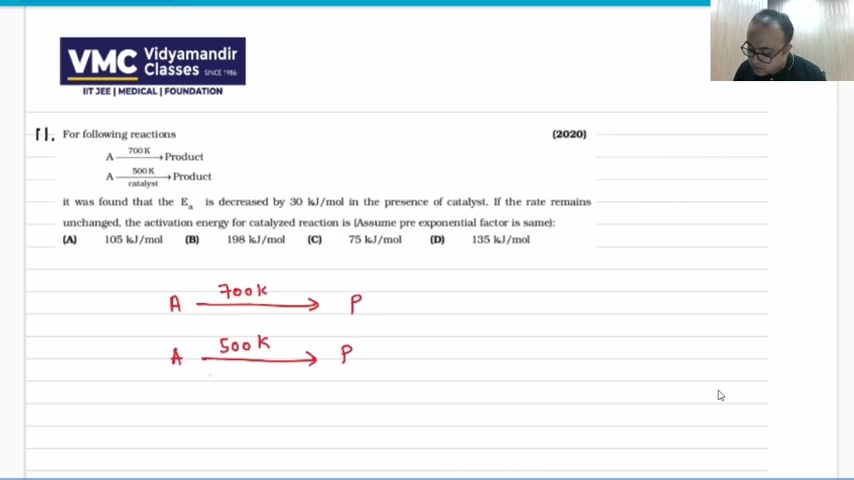 VMC Vidyamandir Classes SINCE 1986
IIT JEE | MEDICAL | FOUNDATION
11. For following reactions (2020)
A 700 K → Product
A 500 K catalyst → Product
it was found that the Ea is decreased by 30 kJ/mol in the presence of catalyst. If the rate remains
unchanged, the activation energy for catalyzed reaction is (Assume pre exponential factor is same):
(A) 105 kJ/mol (B) 198 kJ/mol (C) 75 kJ/mol (D) 135 kJ/mol
A 700K → P
A 500K → P